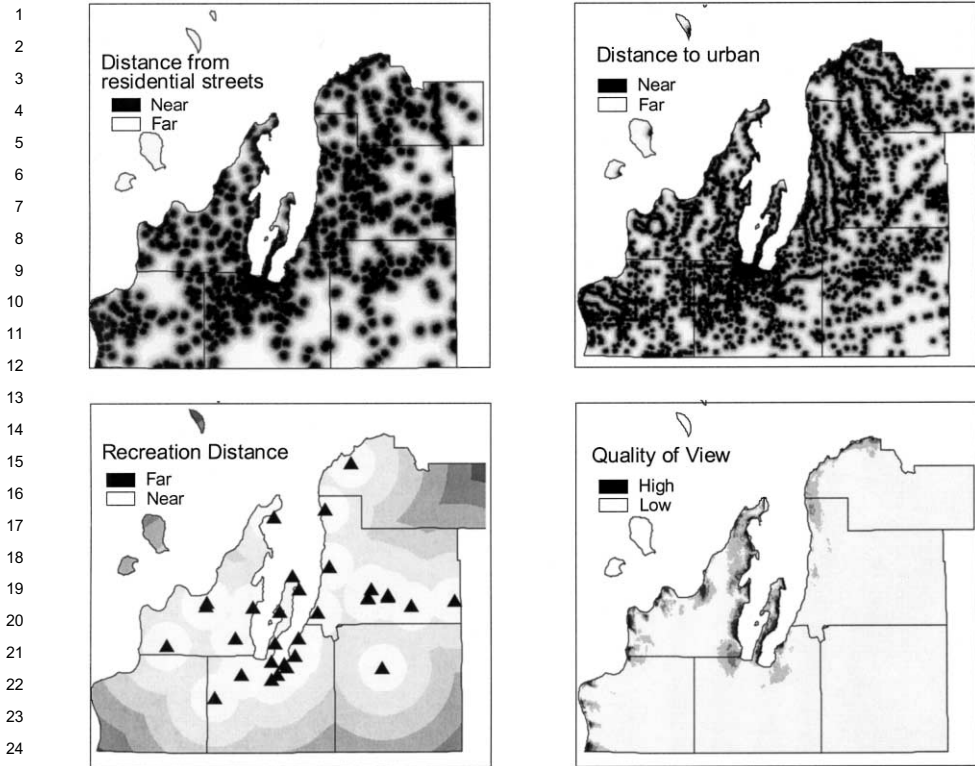 1
2
3
4
5
6
7
8
9
10
11
12
13
14
15
16
17
18
19
20
21
22
23
24
Distance from
residential streets
Near
Far
Distance to urban
Near
Far
Recreation Distance
Far
Near
Quality of View
High
Low